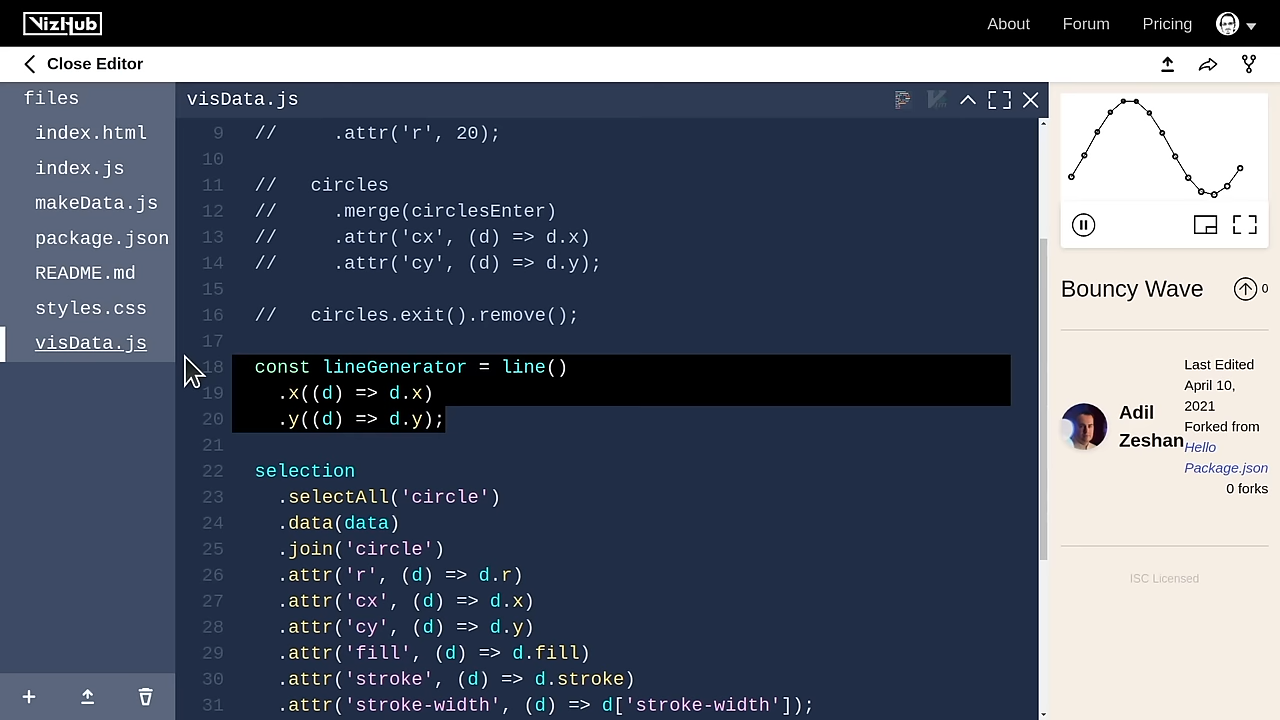 VizHub
About
Forum
Pricing
Close Editor
files
index.html
index.js
makeData.js
package.json
README.md
styles.css
visData.js
visData.js
9 //     .attr('r', 20);
10
11 //   circles
12 //     .merge(circlesEnter)
13 //     .attr('cx', (d) => d.x)
14 //     .attr('cy', (d) => d.y);
15
16 //   circles.exit().remove();
17
18 const lineGenerator = line()
19   .x((d) => d.x)
20   .y((d) => d.y);
21
22 selection
23   .selectAll('circle')
24   .data(data)
25   .join('circle')
26   .attr('r', (d) => d.r)
27   .attr('cx', (d) => d.x)
28   .attr('cy', (d) => d.y)
29   .attr('fill', (d) => d.fill)
30   .attr('stroke', (d) => d.stroke)
31   .attr('stroke-width', (d) => d['stroke-width']);
Bouncy Wave
0
Adil
Zeshan
Last Edited
April 10,
2021
Forked from
Hello
Package.json
0 forks
ISC Licensed